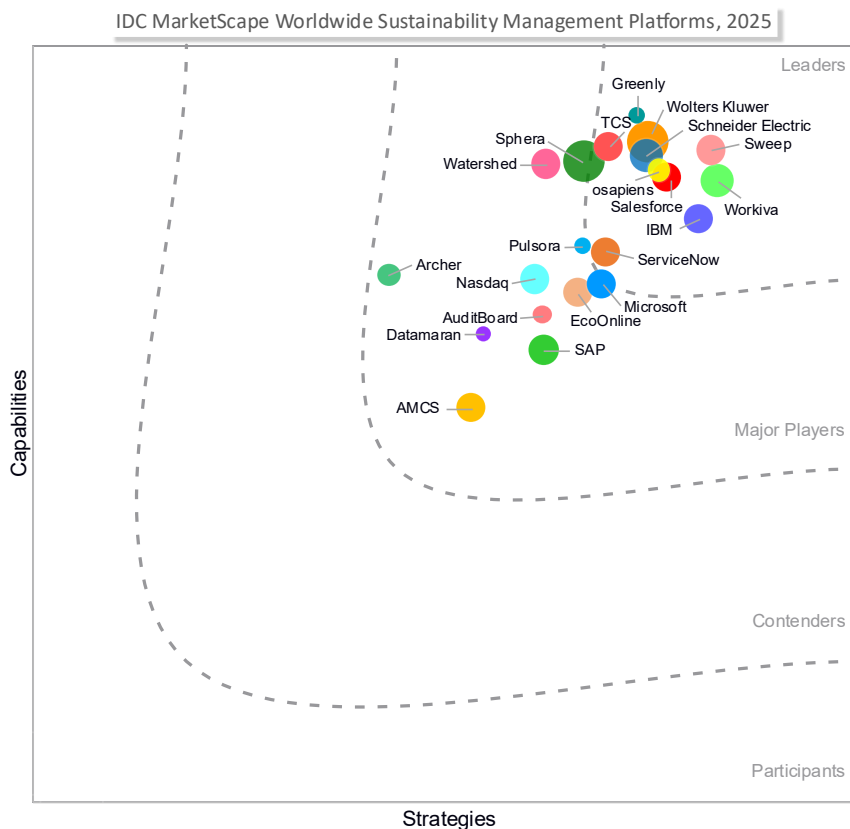 IDC MarketScape Worldwide Sustainability Management Platforms, 2025
Leaders
Greenly
Wolters Kluwer
TCS
Schneider Electric
Sphera
Sweep
Watershed
osapiens
Salesforce
Workiva
IBM
Pulsora
ServiceNow
Archer
Nasdaq
Microsoft
AuditBoard
EcoOnline
Datamaran
SAP
AMCS
Capabilities
Major Players
Contenders
Participants
Strategies